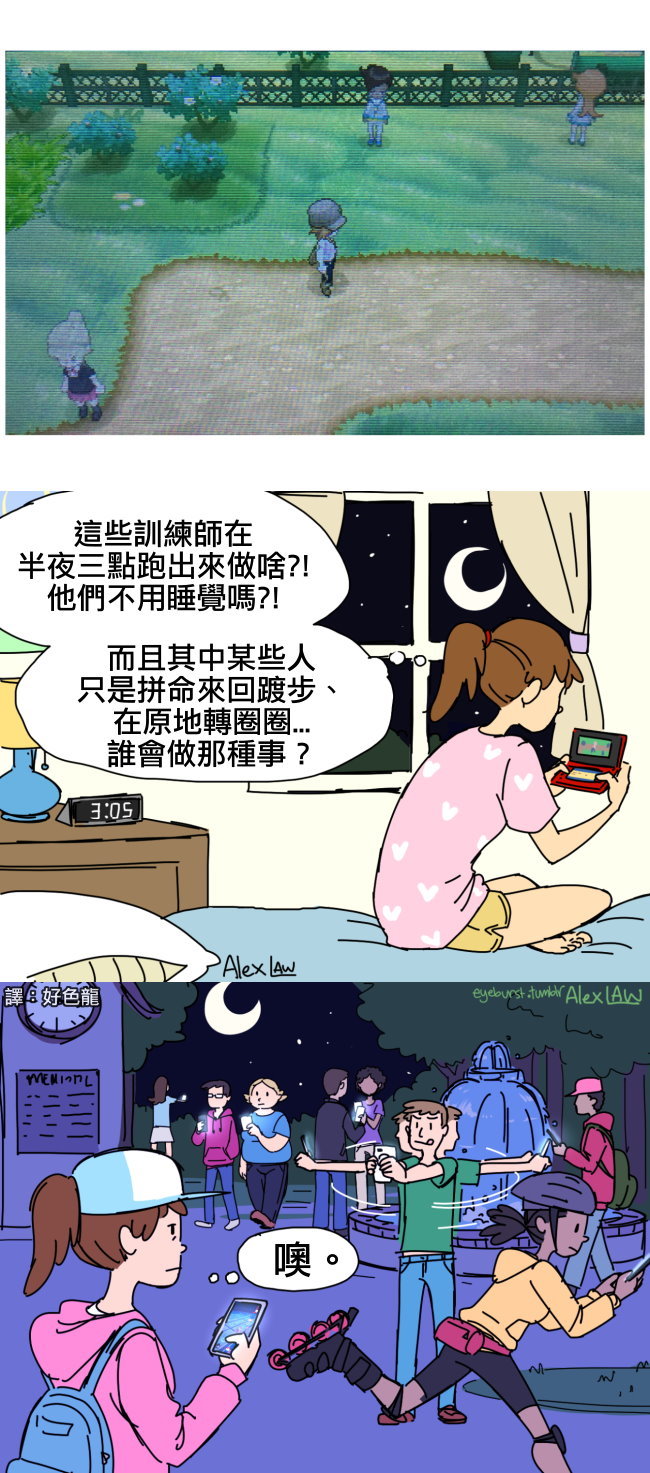 這些訓練師在
半夜三點跑出來做啥?!
他們不用睡覺嗎?!
而且其中某些人
只是拼命來回踱步、
在原地轉圈圈...
誰會做那種事？
3:05
Alex LAW
譯：好色龍
eyeburst.tumblr Alex LAW
噢。